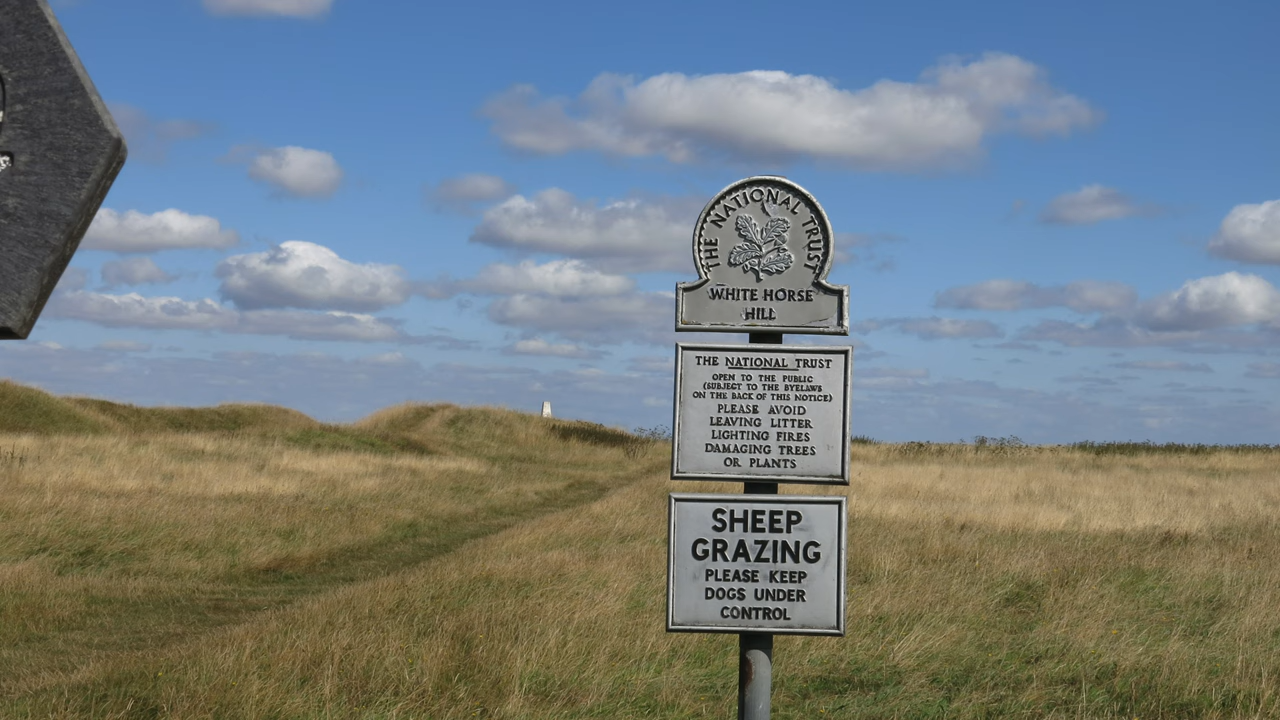 THE NATIONAL TRUST
WHITE HORSE
HILL
THE NATIONAL TRUST
OPEN TO THE PUBLIC
(SUBJECT TO THE BYELAWS
ON THE BACK OF THIS NOTICE)
PLEASE AVOID
LEAVING LITTER
LIGHTING FIRES
DAMAGING TREES
OR PLANTS
SHEEP
GRAZING
PLEASE KEEP
DOGS UNDER
CONTROL